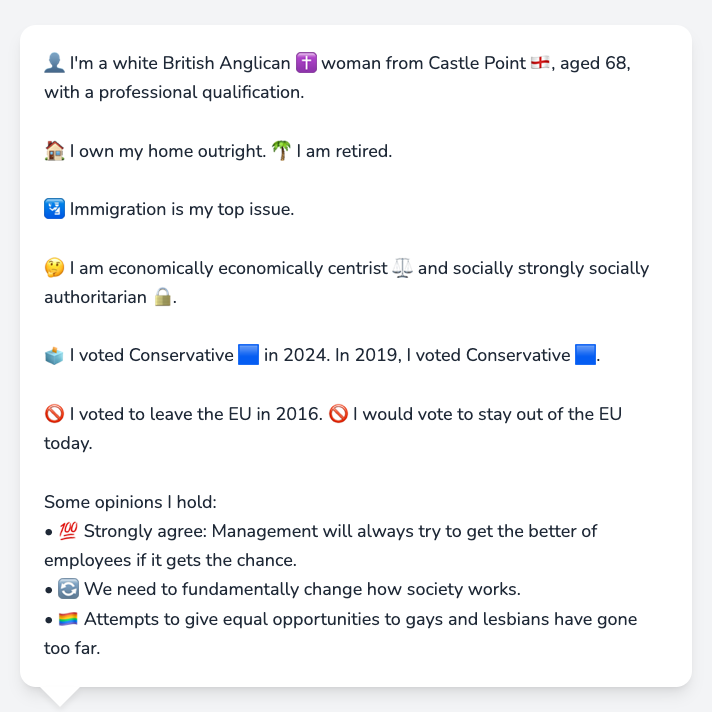 👤 I'm a white British Anglican ✝️ woman from Castle Point 🏴󠁧󠁢󠁥󠁮󠁧󠁿, aged 68,
with a professional qualification.
🏠 I own my home outright. 🌴 I am retired.
🛂 Immigration is my top issue.
🤔 I am economically economically centrist ⚖️ and socially strongly socially
authoritarian 🔒.
🗳️ I voted Conservative 🟦 in 2024. In 2019, I voted Conservative 🟦.
🚫 I voted to leave the EU in 2016. 🚫 I would vote to stay out of the EU
today.
Some opinions I hold:
• 💯 Strongly agree: Management will always try to get the better of
employees if it gets the chance.
• 🔄 We need to fundamentally change how society works.
• 🏳️‍🌈 Attempts to give equal opportunities to gays and lesbians have gone
too far.